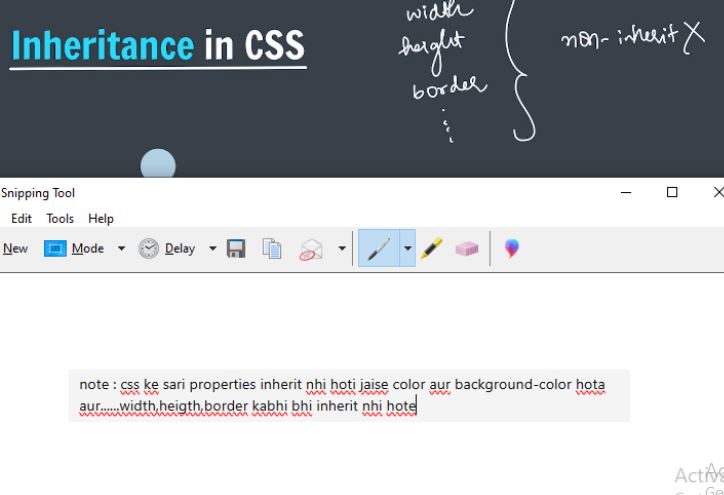 width
Inheritance in CSS
height
non-inherit X
border
Snipping Tool
Edit Tools Help
New Mode Delay
note : css ke sari properties inherit nhi hoti jaise color aur background-color hota
aur......width,heigth,border kabhi bhi inherit nhi hote